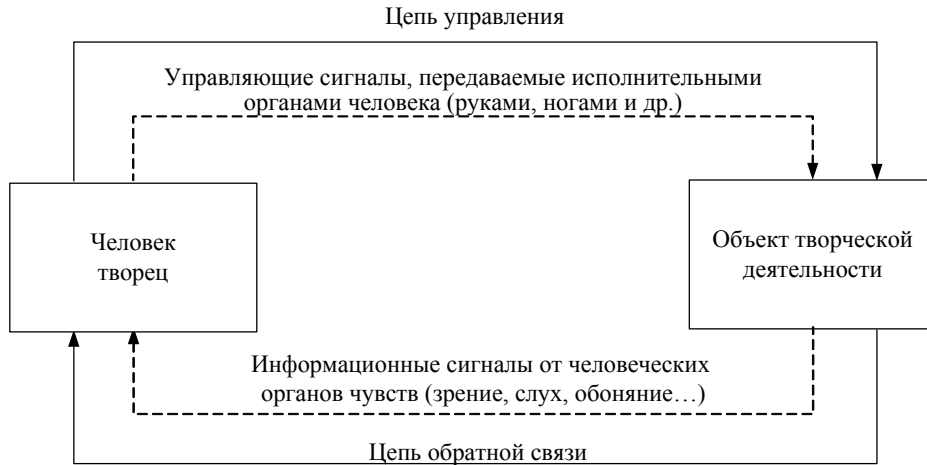 Цепь управления
Управляющие сигналы, передаваемые исполнительными
органами человека (руками, ногами и др.)
Человек
творец
Объект творческой
деятельности
Информационные сигналы от человеческих
органов чувств (зрение, слух, обоняние…)
Цепь обратной связи